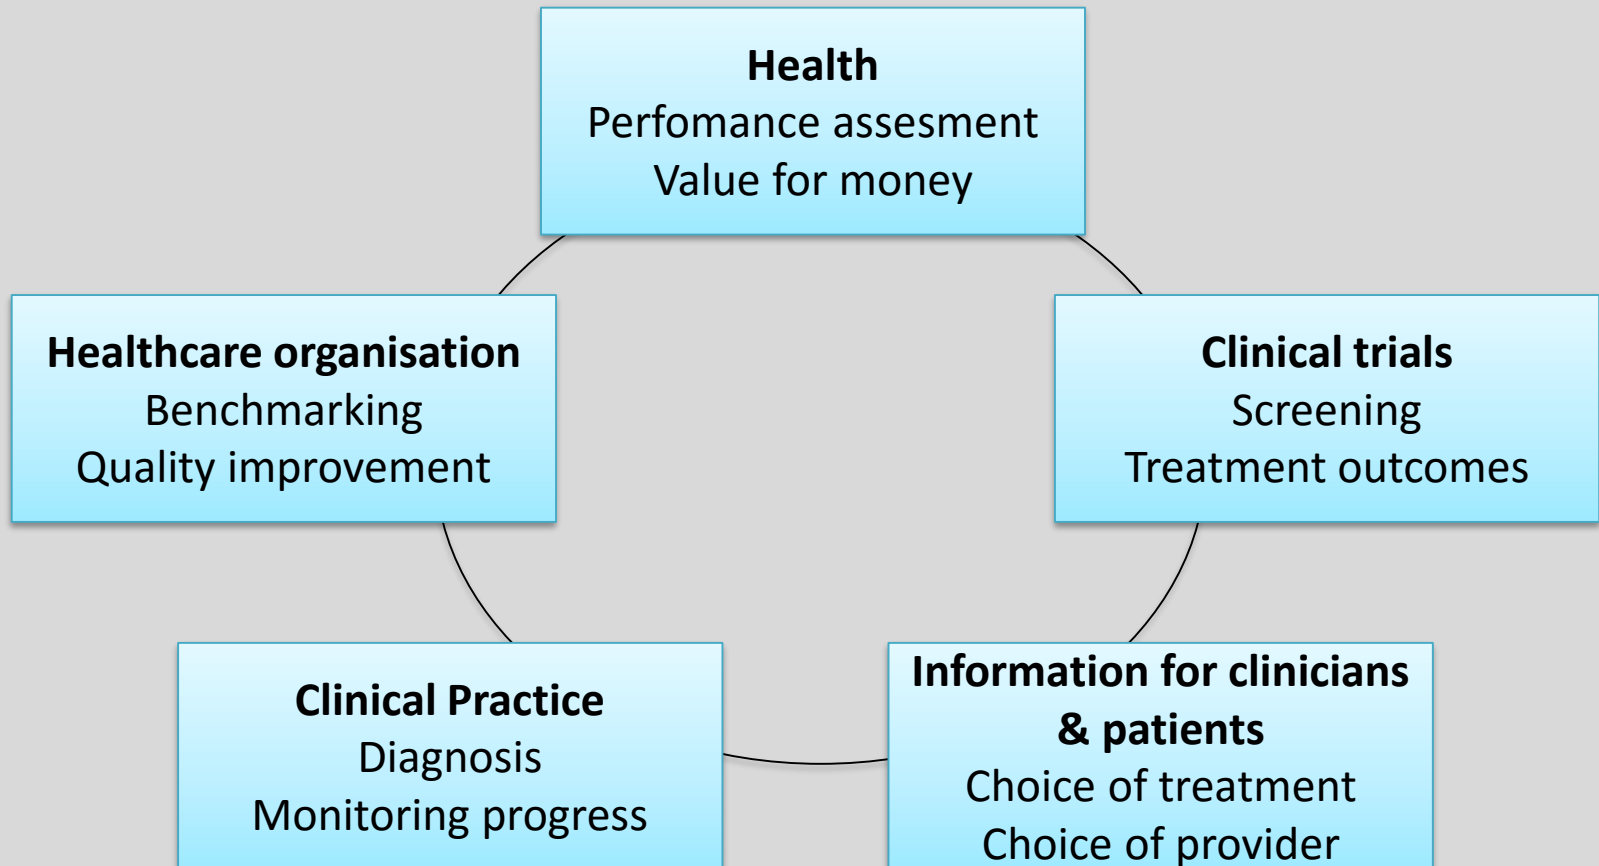 Health
Perfomance assesment
Value for money
Healthcare organisation
Benchmarking
Quality improvement
Clinical trials
Screening
Treatment outcomes
Clinical Practice
Diagnosis
Monitoring progress
Information for clinicians
& patients
Choice of treatment
Choice of provider